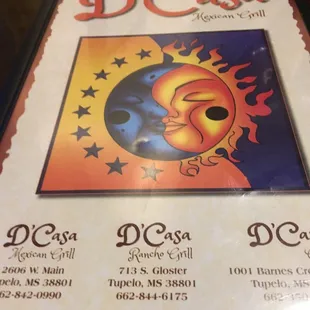 D'Casa
Mexican Grill
D'Casa
Mexican Grill
2606 W. Main
Tupelo, MS 38801
662-842-0990
D'Casa
Rancho Grill
713 S. Gloster
Tupelo, MS 38801
662-844-6175
D'Ca
1001 Barnes Cr
Tupelo, MS